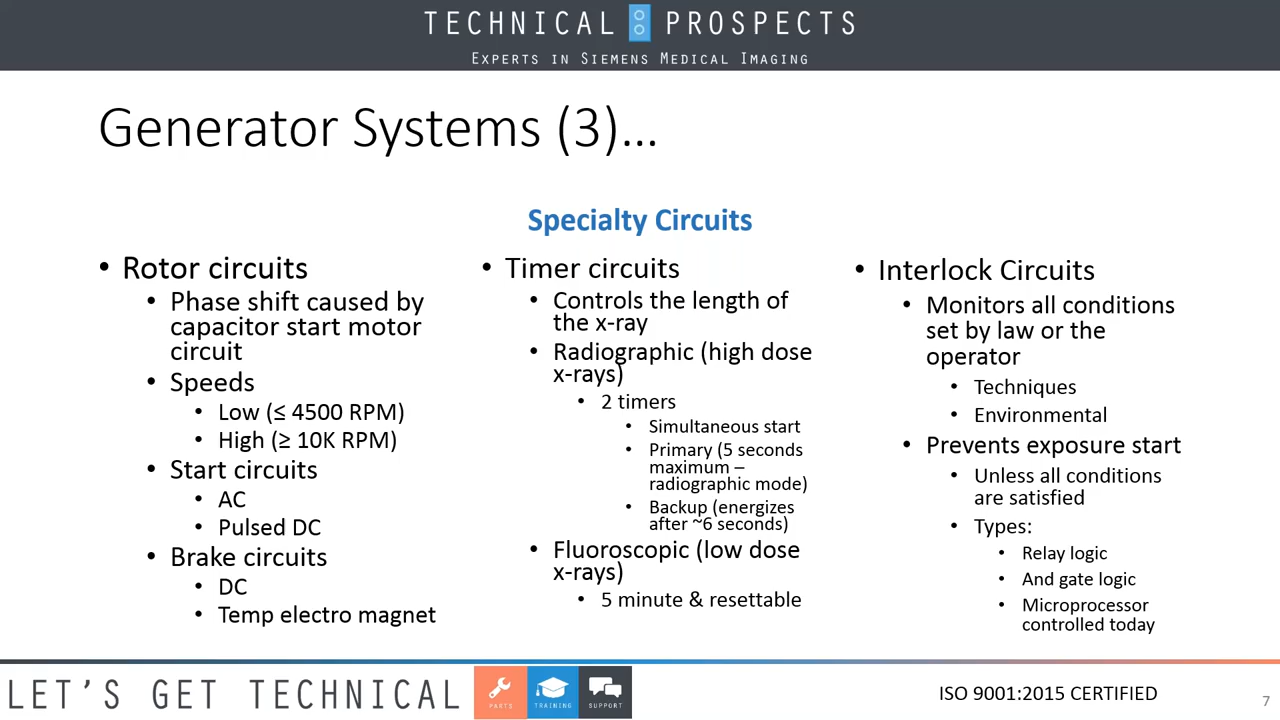 TECHNICAL PROSPECTS
EXPERTS IN SIEMENS MEDICAL IMAGING
Generator Systems (3)...
Specialty Circuits
• Rotor circuits
• Phase shift caused by
capacitor start motor
circuit
• Speeds
• Low (≤ 4500 RPM)
• High (≥ 10K RPM)
• Start circuits
• AC
• Pulsed DC
• Brake circuits
• DC
• Temp electro magnet
• Timer circuits
• Controls the length of
the x-ray
• Radiographic (high dose
x-rays)
• 2 timers
• Simultaneous start
• Primary (5 seconds
maximum –
radiographic mode)
• Backup (energizes
after ~6 seconds)
• Fluoroscopic (low dose
x-rays)
• 5 minute & resettable
• Interlock Circuits
• Monitors all conditions
set by law or the
operator
• Techniques
• Environmental
• Prevents exposure start
• Unless all conditions
are satisfied
• Types:
• Relay logic
• And gate logic
• Microprocessor
controlled today
LET'S GET TECHNICAL
PARTS
TRAINING
SUPPORT
ISO 9001:2015 CERTIFIED
7